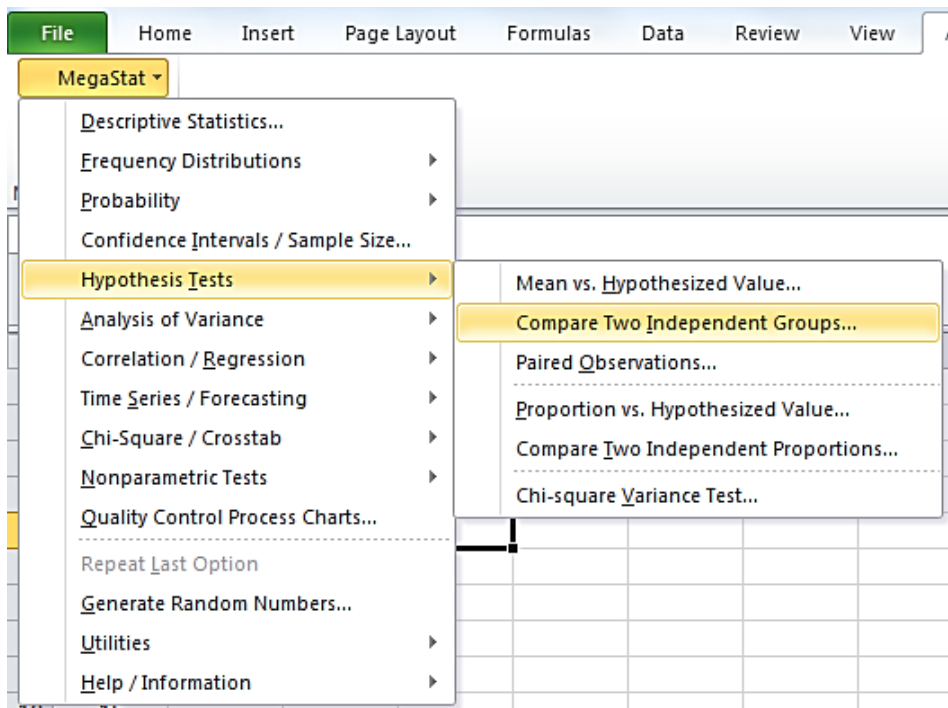 File Home Insert Page Layout Formulas Data Review View
MegaStat
Descriptive Statistics...
Frequency Distributions
Probability
Confidence Intervals / Sample Size...
Hypothesis Tests
Analysis of Variance
Correlation / Regression
Time Series / Forecasting
Chi-Square / Crosstab
Nonparametric Tests
Quality Control Process Charts...
Repeat Last Option
Generate Random Numbers...
Utilities
Help / Information
Mean vs. Hypothesized Value...
Compare Two Independent Groups...
Paired Observations...
Proportion vs. Hypothesized Value...
Compare Two Independent Proportions...
Chi-square Variance Test...